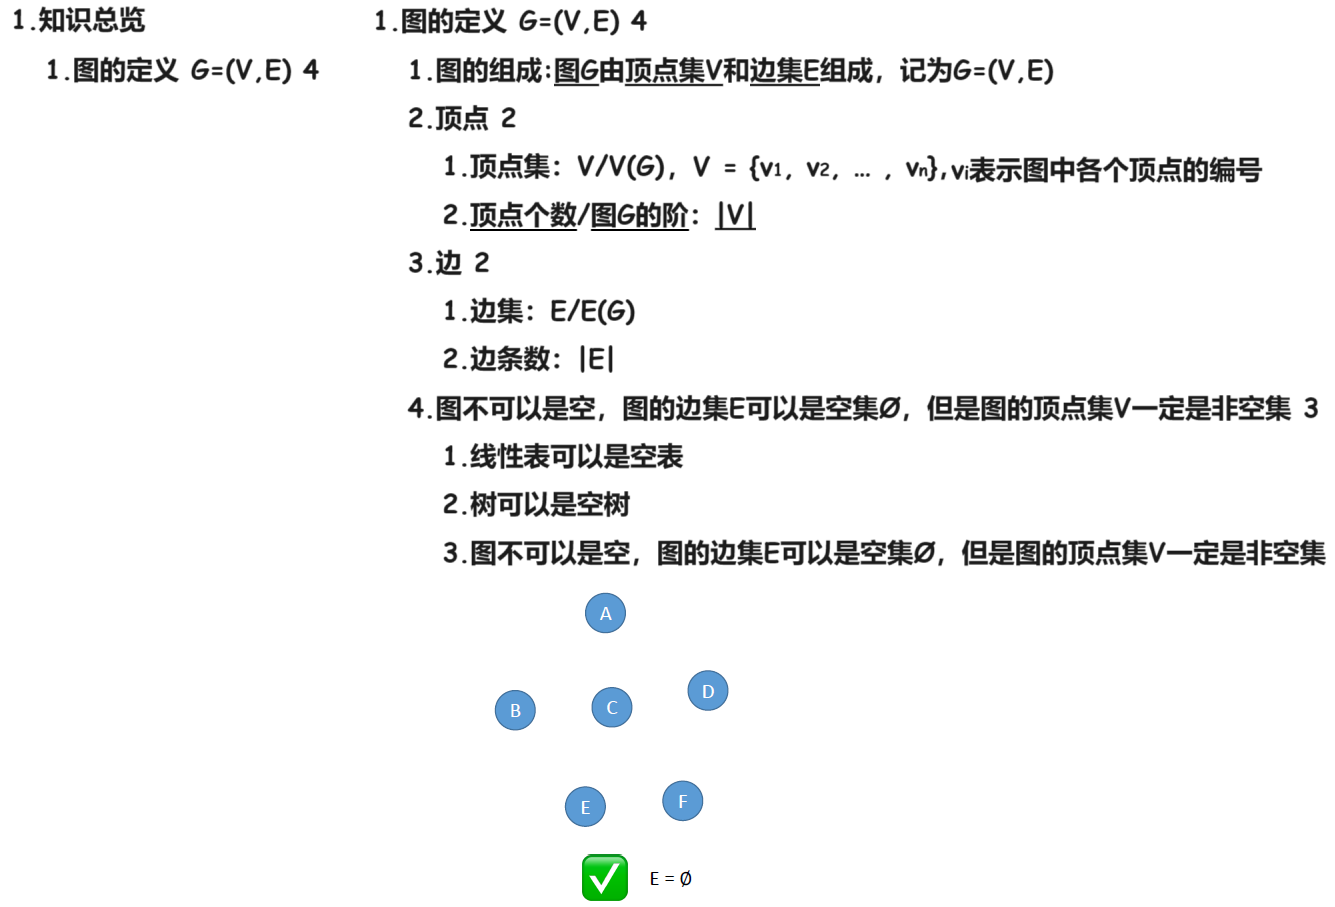 1.知识总览
1.图的定义 G=(V,E) 4
1.图的定义 G=(V,E) 4
1.图的组成:图G由顶点集V和边集E组成，记为G=(V,E)
2.顶点 2
1.顶点集：V/V(G)，V = {v1，v2，... ，vn},vi表示图中各个顶点的编号
2.顶点个数/图G的阶：|V|
3.边 2
1.边集：E/E(G)
2.边条数：|E|
4.图不可以是空，图的边集E可以是空集Ø，但是图的顶点集V一定是非空集 3
1.线性表可以是空表
2.树可以是空树
3.图不可以是空，图的边集E可以是空集Ø，但是图的顶点集V一定是非空集
A
B
C
D
E
F
E = Ø